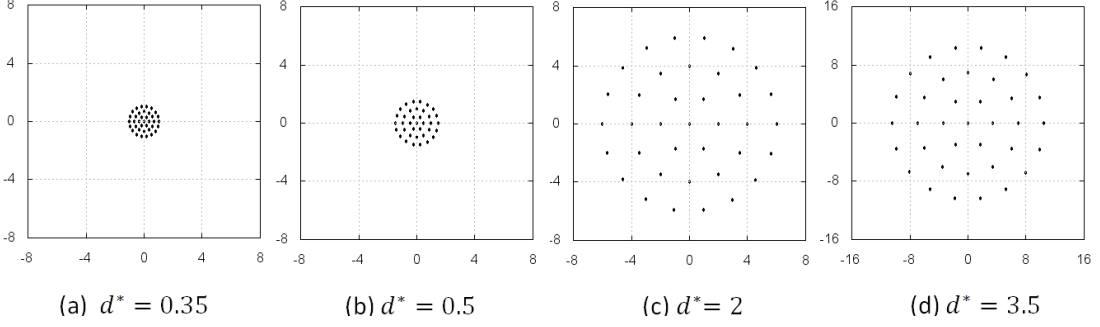 8 8 8 16
4 4 4 8
0 0 0 0
-4 -4 -4 -8
-8 -8 -8 -16
-8 -4 0 4 8 -8 -4 0 4 8 -8 -4 0 4 8 -16 -8 0 8 16
(a) d* = 0.35 (b) d* = 0.5 (c) d* = 2 (d) d* = 3.5